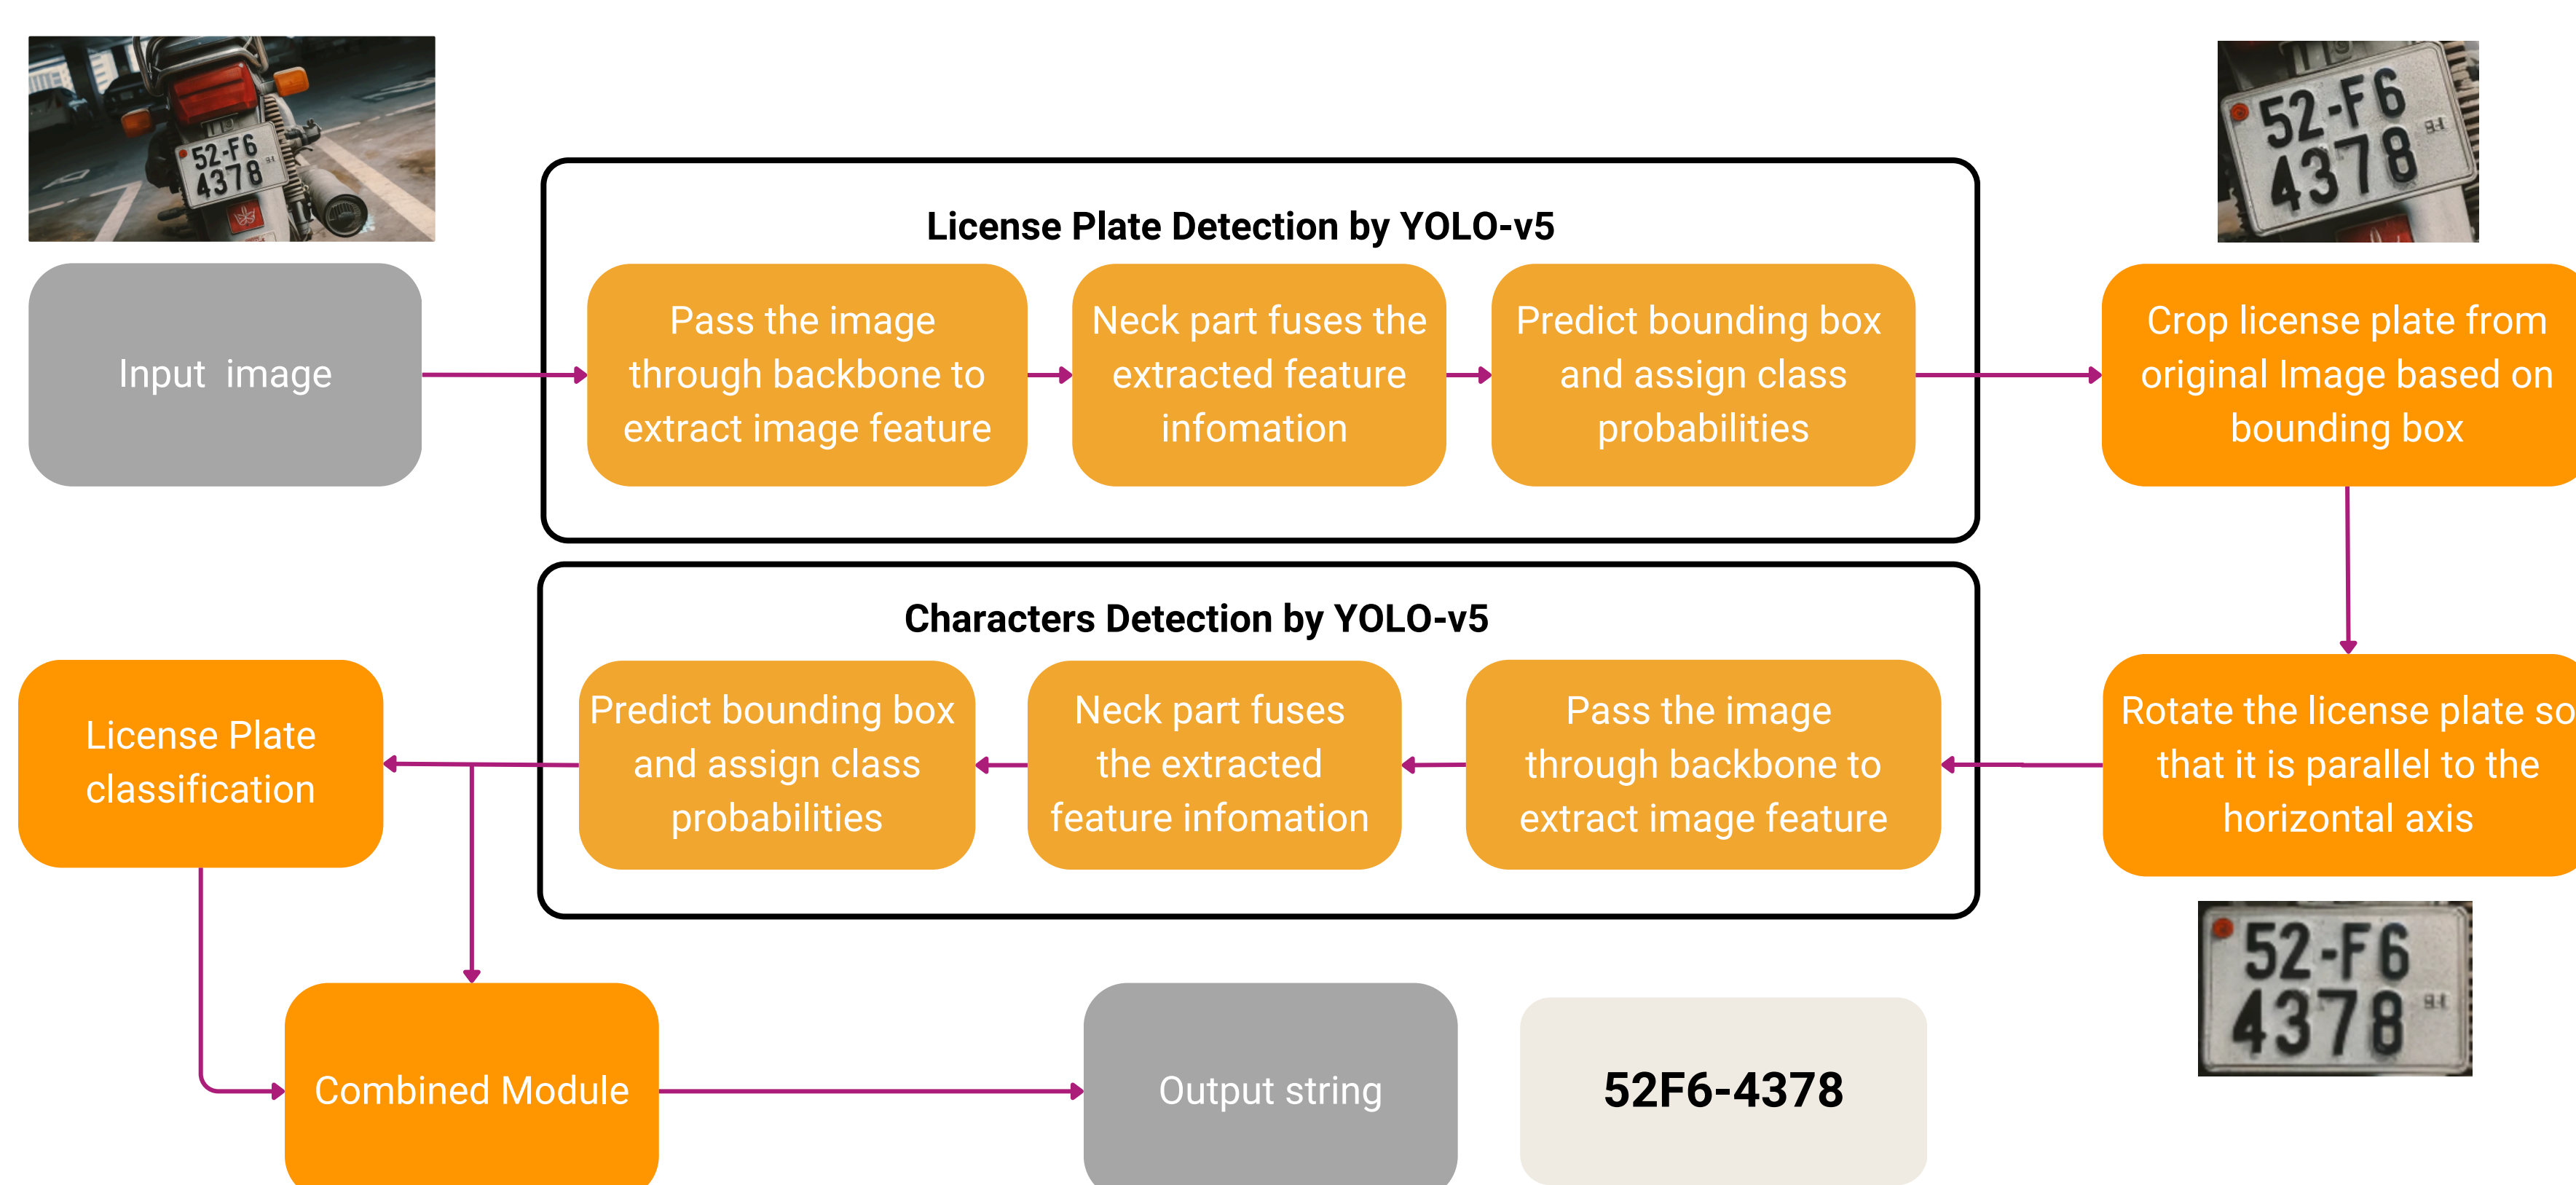 52-F6
4378
Input  image
License Plate Detection by YOLO-v5
Pass the image
through backbone to
extract image feature
Neck part fuses the
extracted feature
infomation
Predict bounding box
and assign class
probabilities
52-F6
4378
Crop license plate from
original Image based on
bounding box
Rotate the license plate so
that it is parallel to the
horizontal axis
52-F6
4378
Characters Detection by YOLO-v5
Pass the image
through backbone to
extract image feature
Neck part fuses
the extracted
feature infomation
Predict bounding box
and assign class
probabilities
License Plate
classification
Combined Module
Output string
52F6-4378